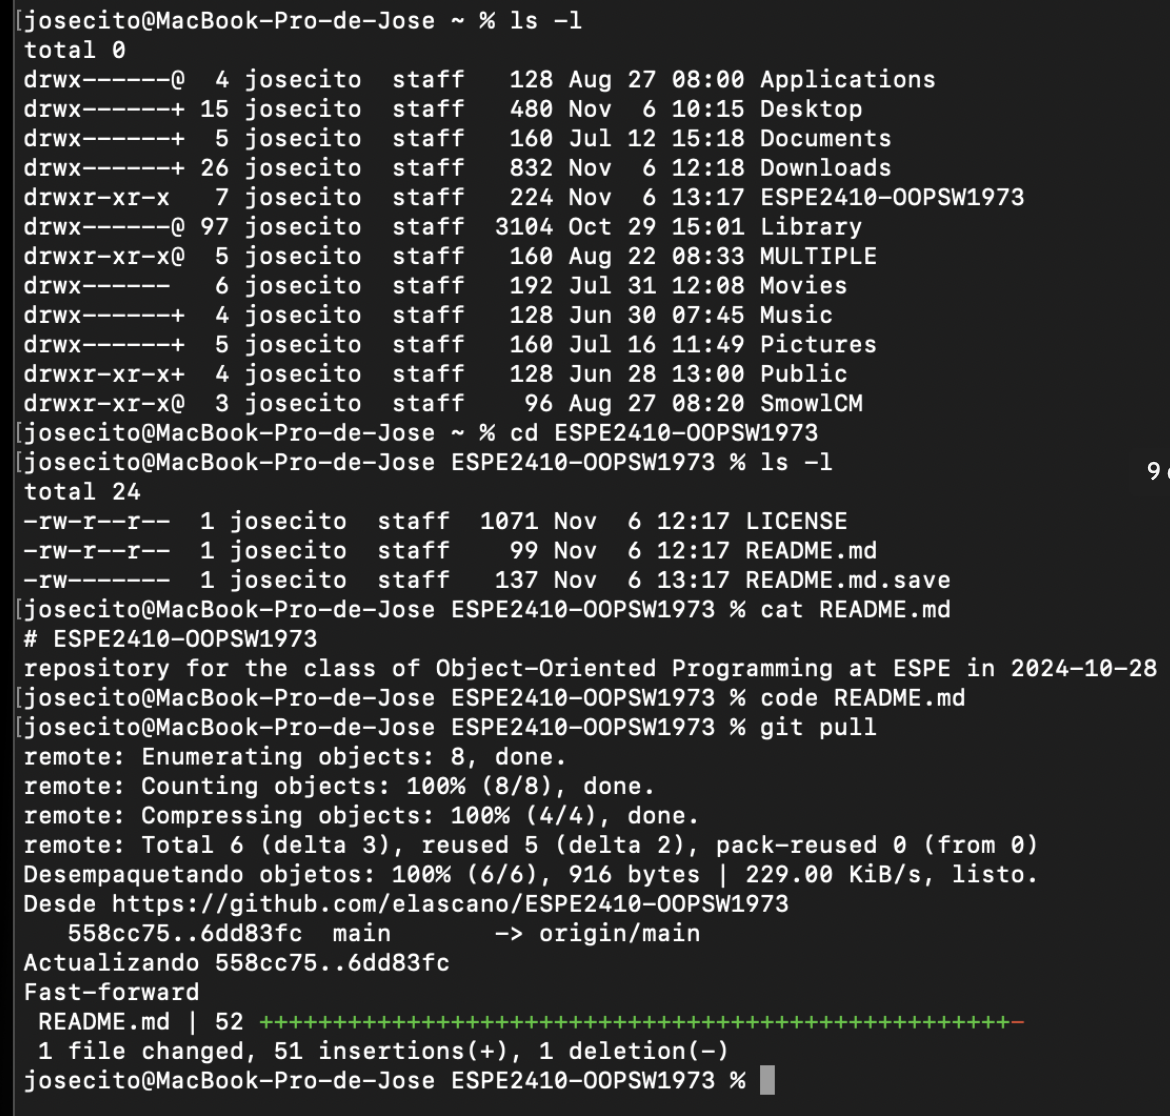 [josecito@MacBook-Pro-de-Jose ~ % ls -l
total 0
drwx------@  4 josecito  staff   128 Aug 27 08:00 Applications
drwx------+ 15 josecito  staff   480 Nov  6 10:15 Desktop
drwx------+  5 josecito  staff   160 Jul 12 15:18 Documents
drwx------+ 26 josecito  staff   832 Nov  6 12:18 Downloads
drwxr-xr-x   7 josecito  staff   224 Nov  6 13:17 ESPE2410-OOPSW1973
drwx------@ 97 josecito  staff  3104 Oct 29 15:01 Library
drwxr-xr-x@  5 josecito  staff   160 Aug 22 08:33 MULTIPLE
drwx------   6 josecito  staff   192 Jul 31 12:08 Movies
drwx------+  4 josecito  staff   128 Jun 30 07:45 Music
drwx------+  5 josecito  staff   160 Jul 16 11:49 Pictures
drwxr-xr-x+  4 josecito  staff   128 Jun 28 13:00 Public
drwxr-xr-x@  3 josecito  staff    96 Aug 27 08:20 SmowlCM
[josecito@MacBook-Pro-de-Jose ~ % cd ESPE2410-OOPSW1973
[josecito@MacBook-Pro-de-Jose ESPE2410-OOPSW1973 % ls -l
9
total 24
-rw-r--r--  1 josecito  staff  1071 Nov  6 12:17 LICENSE
-rw-r--r--  1 josecito  staff    99 Nov  6 12:17 README.md
-rw-------  1 josecito  staff   137 Nov  6 13:17 README.md.save
[josecito@MacBook-Pro-de-Jose ESPE2410-OOPSW1973 % cat README.md
# ESPE2410-OOPSW1973
repository for the class of Object-Oriented Programming at ESPE in 2024-10-28
[josecito@MacBook-Pro-de-Jose ESPE2410-OOPSW1973 % code README.md
[josecito@MacBook-Pro-de-Jose ESPE2410-OOPSW1973 % git pull
remote: Enumerating objects: 8, done.
remote: Counting objects: 100% (8/8), done.
remote: Compressing objects: 100% (4/4), done.
remote: Total 6 (delta 3), reused 5 (delta 2), pack-reused 0 (from 0)
Desempaquetando objetos: 100% (6/6), 916 bytes | 229.00 KiB/s, listo.
Desde https://github.com/elascano/ESPE2410-OOPSW1973
   558cc75..6dd83fc  main       -> origin/main
Actualizando 558cc75..6dd83fc
Fast-forward
 README.md | 52 +++++++++++++++++++++++++++++++++++++++++++++++++++-
 1 file changed, 51 insertions(+), 1 deletion(-)
josecito@MacBook-Pro-de-Jose ESPE2410-OOPSW1973 %